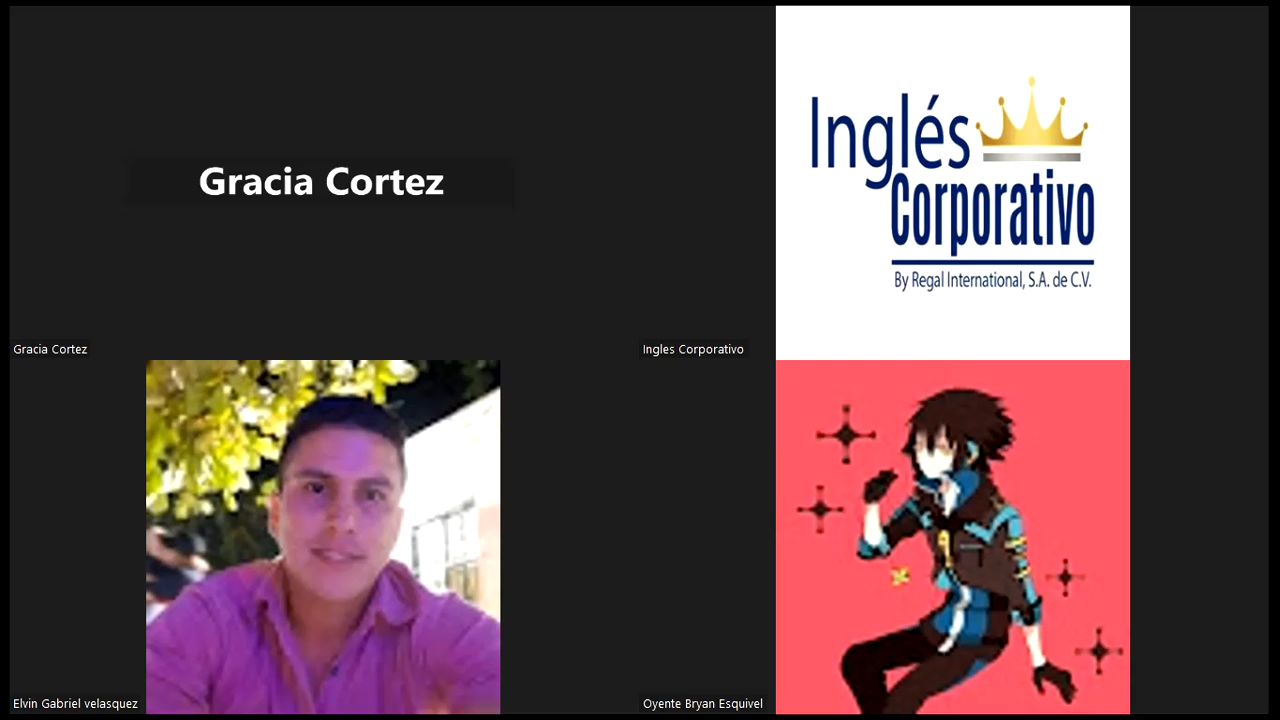 Gracia Cortez
Inglés
Corporativo
By Regal International, S.A. de C.V.
Gracia Cortez
Ingles Corporativo
Elvin Gabriel velasquez
Oyente Bryan Esquivel